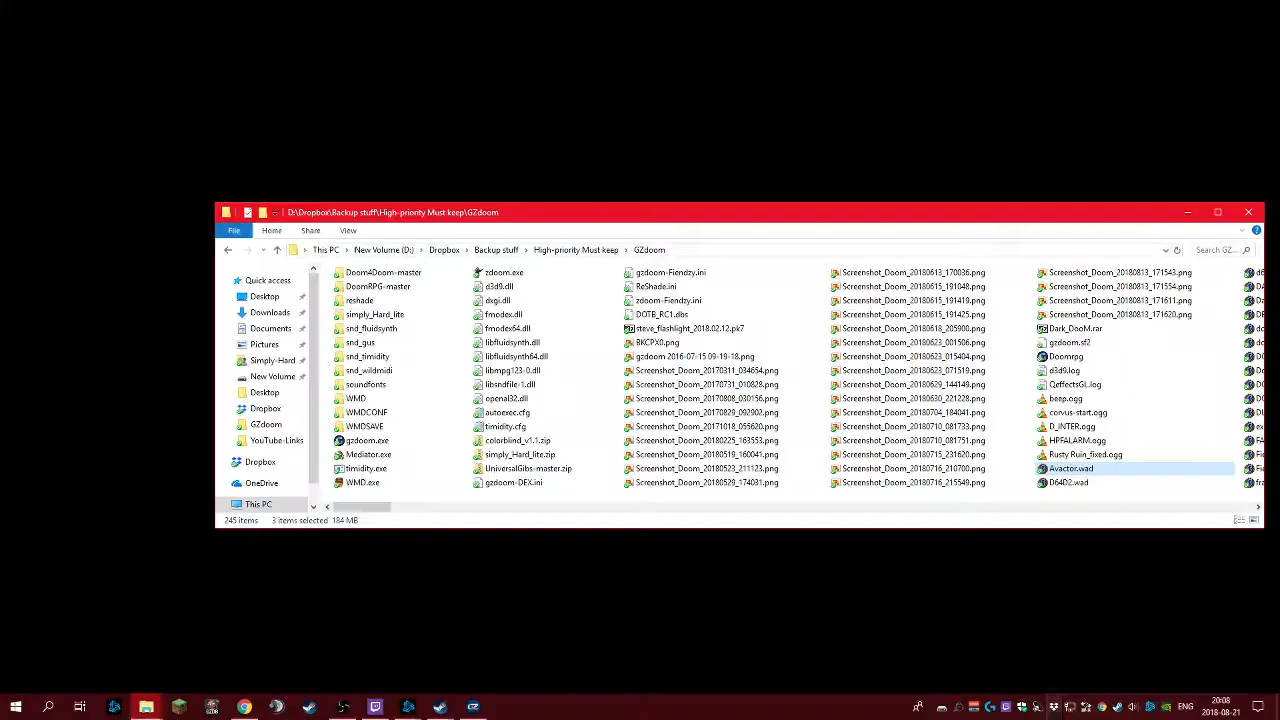 D:\Dropbox\Backup stuff\High-priority Must keep\GZdoom
File Home Share View
This PC New Volume (D:) Dropbox Backup stuff High-priority Must keep GZdoom Search GZ...
Quick access
Desktop
Downloads
Documents
Pictures
Simply-Hard
New Volume
Desktop
Dropbox
GZdoom
YouTube-Links
Dropbox
OneDrive
This PC
Doom4Doom-master
DoomRPG-master
reshade
simply_Hard_lite
snd_fluidsynth
snd_gus
snd_timidity
snd_wildmidi
soundfonts
WMD
WMDCONF
WMDSAVE
gzdoom.exe
Mediator.exe
timidity.exe
WMD.exe
zdoom.exe
d3d9.dll
dxgi.dll
fmodex.dll
fmodex64.dll
libfluidsynth.dll
libfluidsynth64.dll
libmpg123-0.dll
libsndfile-1.dll
openal32.dll
autoexec.cfg
timidity.cfg
colorblind_v1.1.zip
simply_Hard_lite.zip
UniversalGibs-master.zip
gzdoom-DEX.ini
gzdoom-Fiendzy.ini
ReShade.ini
zdoom-Fiendzy.ini
DOTB_RC1.dbs
steve_flashlight_2018.02.12.pk7
BKCPX0.png
gzdoom 2016-07-15 09-19-18.png
Screenshot_Doom_20170311_034654.png
Screenshot_Doom_20170731_010828.png
Screenshot_Doom_20170808_030156.png
Screenshot_Doom_20170829_092902.png
Screenshot_Doom_20171018_055620.png
Screenshot_Doom_20180225_163553.png
Screenshot_Doom_20180519_160041.png
Screenshot_Doom_20180523_211123.png
Screenshot_Doom_20180529_174031.png
Screenshot_Doom_20180613_170036.png
Screenshot_Doom_20180615_191048.png
Screenshot_Doom_20180615_191419.png
Screenshot_Doom_20180615_191425.png
Screenshot_Doom_20180618_205900.png
Screenshot_Doom_20180623_001056.png
Screenshot_Doom_20180623_015404.png
Screenshot_Doom_20180623_071519.png
Screenshot_Doom_20180629_144149.png
Screenshot_Doom_20180630_221228.png
Screenshot_Doom_20180704_184041.png
Screenshot_Doom_20180710_081733.png
Screenshot_Doom_20180710_081751.png
Screenshot_Doom_20180715_231620.png
Screenshot_Doom_20180716_210700.png
Screenshot_Doom_20180716_215549.png
Screenshot_Doom_20180813_171543.png
Screenshot_Doom_20180813_171554.png
Screenshot_Doom_20180813_171611.png
Screenshot_Doom_20180813_171620.png
Dark_DooM.rar
gzdoom.sf2
Doomrpg
d3d9.log
QeffectsGL.log
beep.ogg
corvus-start.ogg
D_INTER.ogg
HPFALARM.ogg
Rusty Ruin_fixed.ogg
Avactor.wad
D64D2.wad
245 items 3 items selected 184 MB
ENG
20:08
2018-08-21